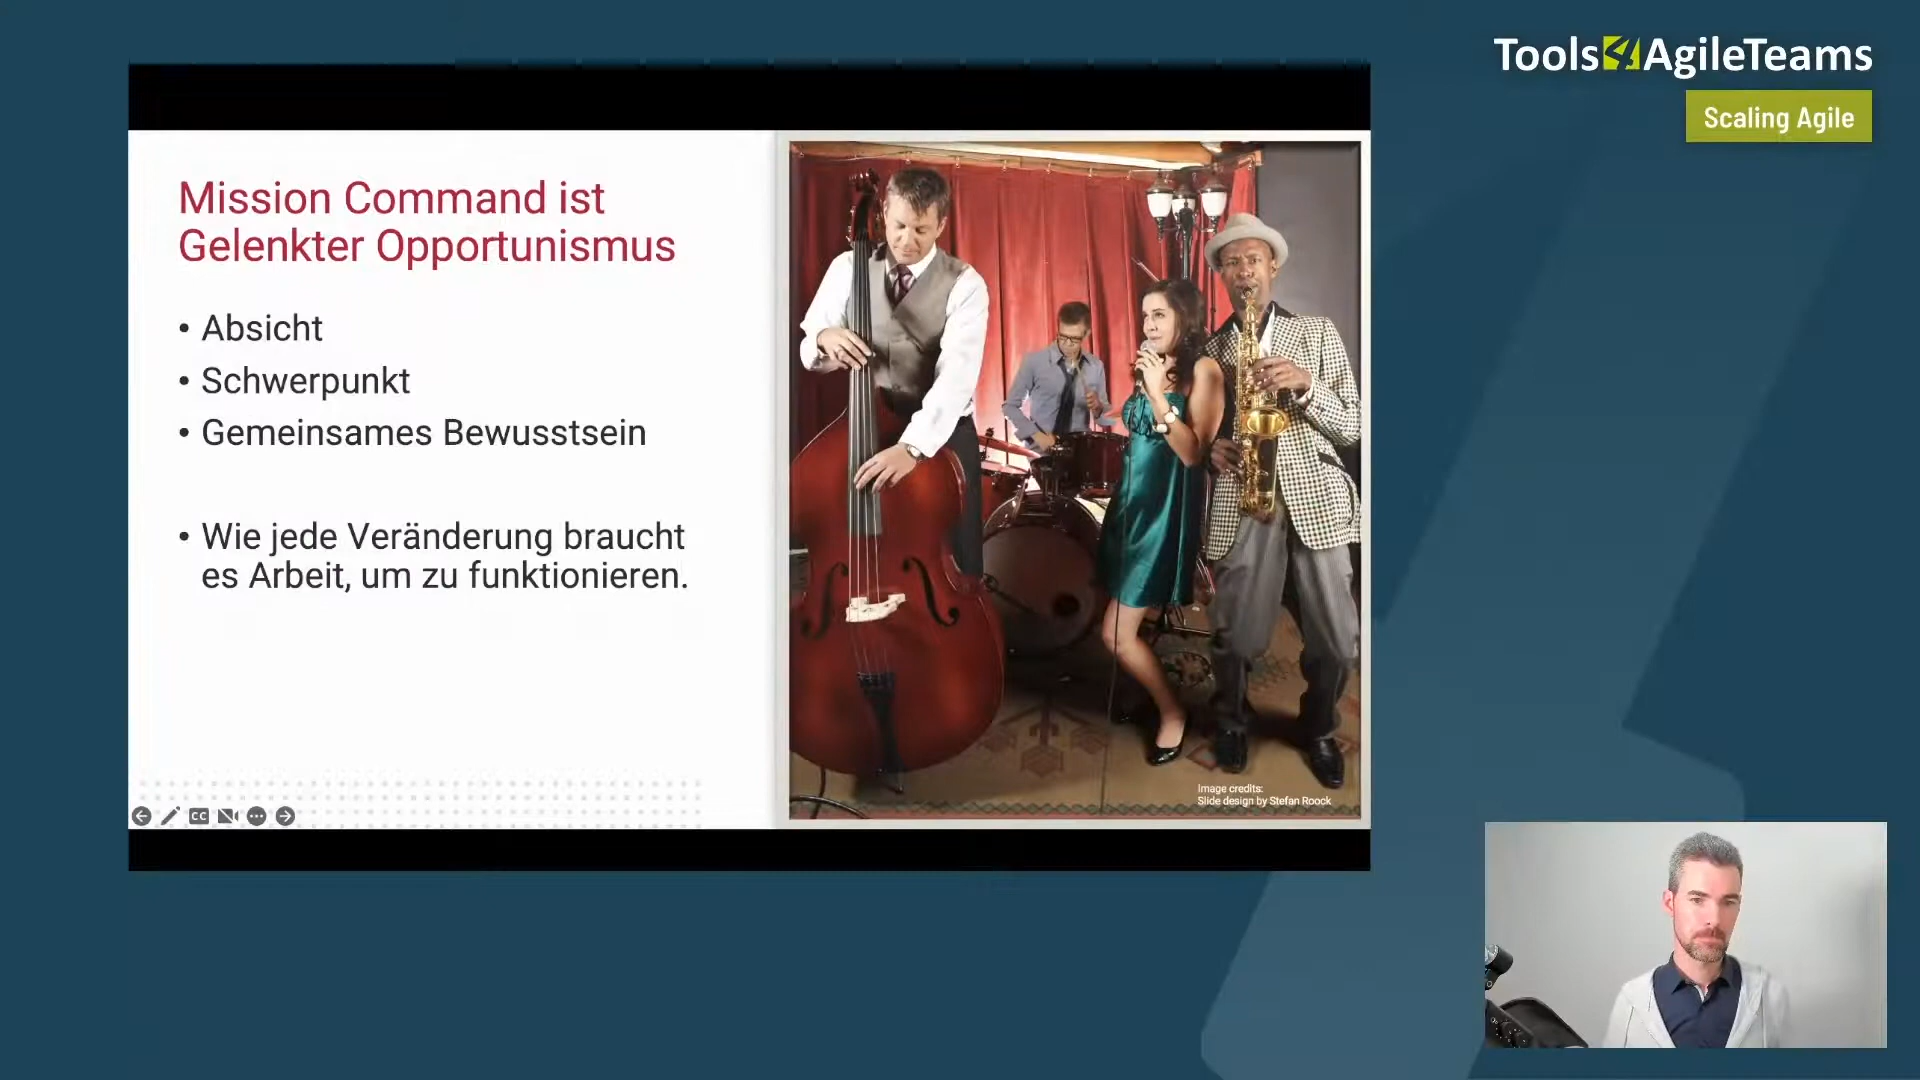 Tools4AgileTeams
Scaling Agile
Mission Command ist
Gelenkter Opportunismus
• Absicht
• Schwerpunkt
• Gemeinsames Bewusstsein
• Wie jede Veränderung braucht
es Arbeit, um zu funktionieren.
Image credits:
Slide design by Stefan Roock
CC